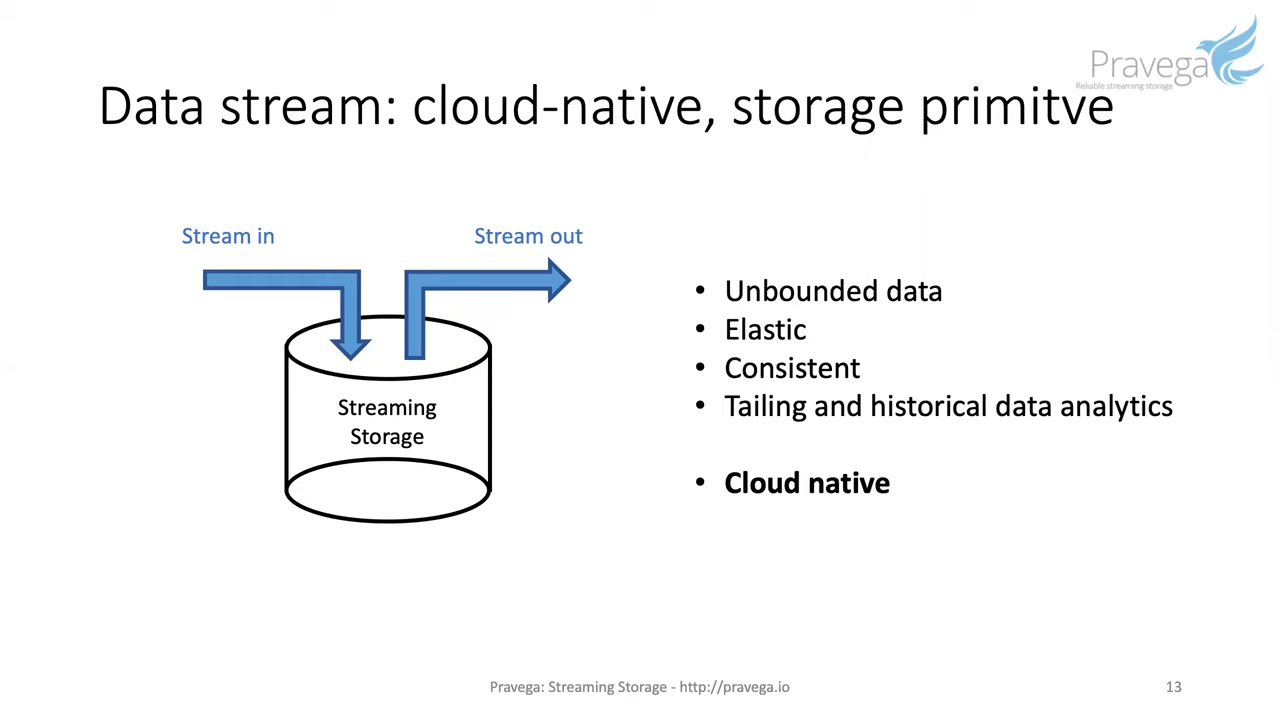 Pravega
Reliable streaming storage
Data stream: cloud-native, storage primitve
Stream in
Stream out
Streaming
Storage
• Unbounded data
• Elastic
• Consistent
• Tailing and historical data analytics
• Cloud native
Pravega: Streaming Storage - http://pravega.io
13